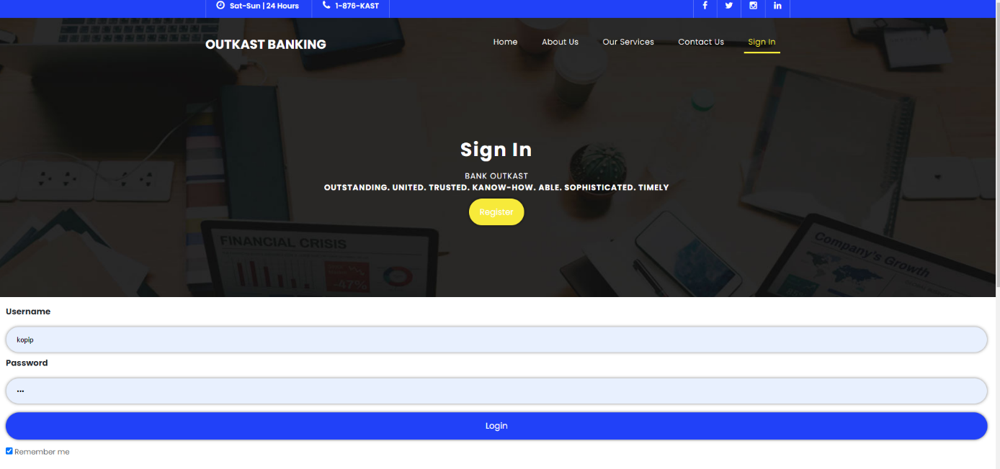 Sat-Sun | 24 Hours
1-876-KAST
OUTKAST BANKING
Home
About Us
Our Services
Contact Us
Sign In
Sign In
BANK OUTKAST
OUTSTANDING. UNITED. TRUSTED. KANOW-HOW. ABLE. SOPHISTICATED. TIMELY
Register
FINANCIAL CRISIS
-47%
Company's Growth
Username
kopip
Password
•••
Login
Remember me